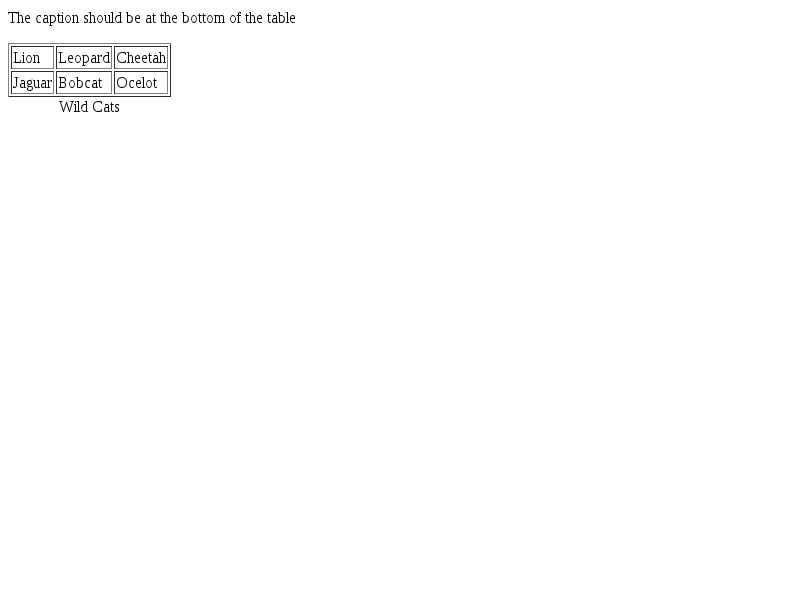 The caption should be at the bottom of the table
Lion Leopard Cheetah
Jaguar Bobcat Ocelot
Wild Cats